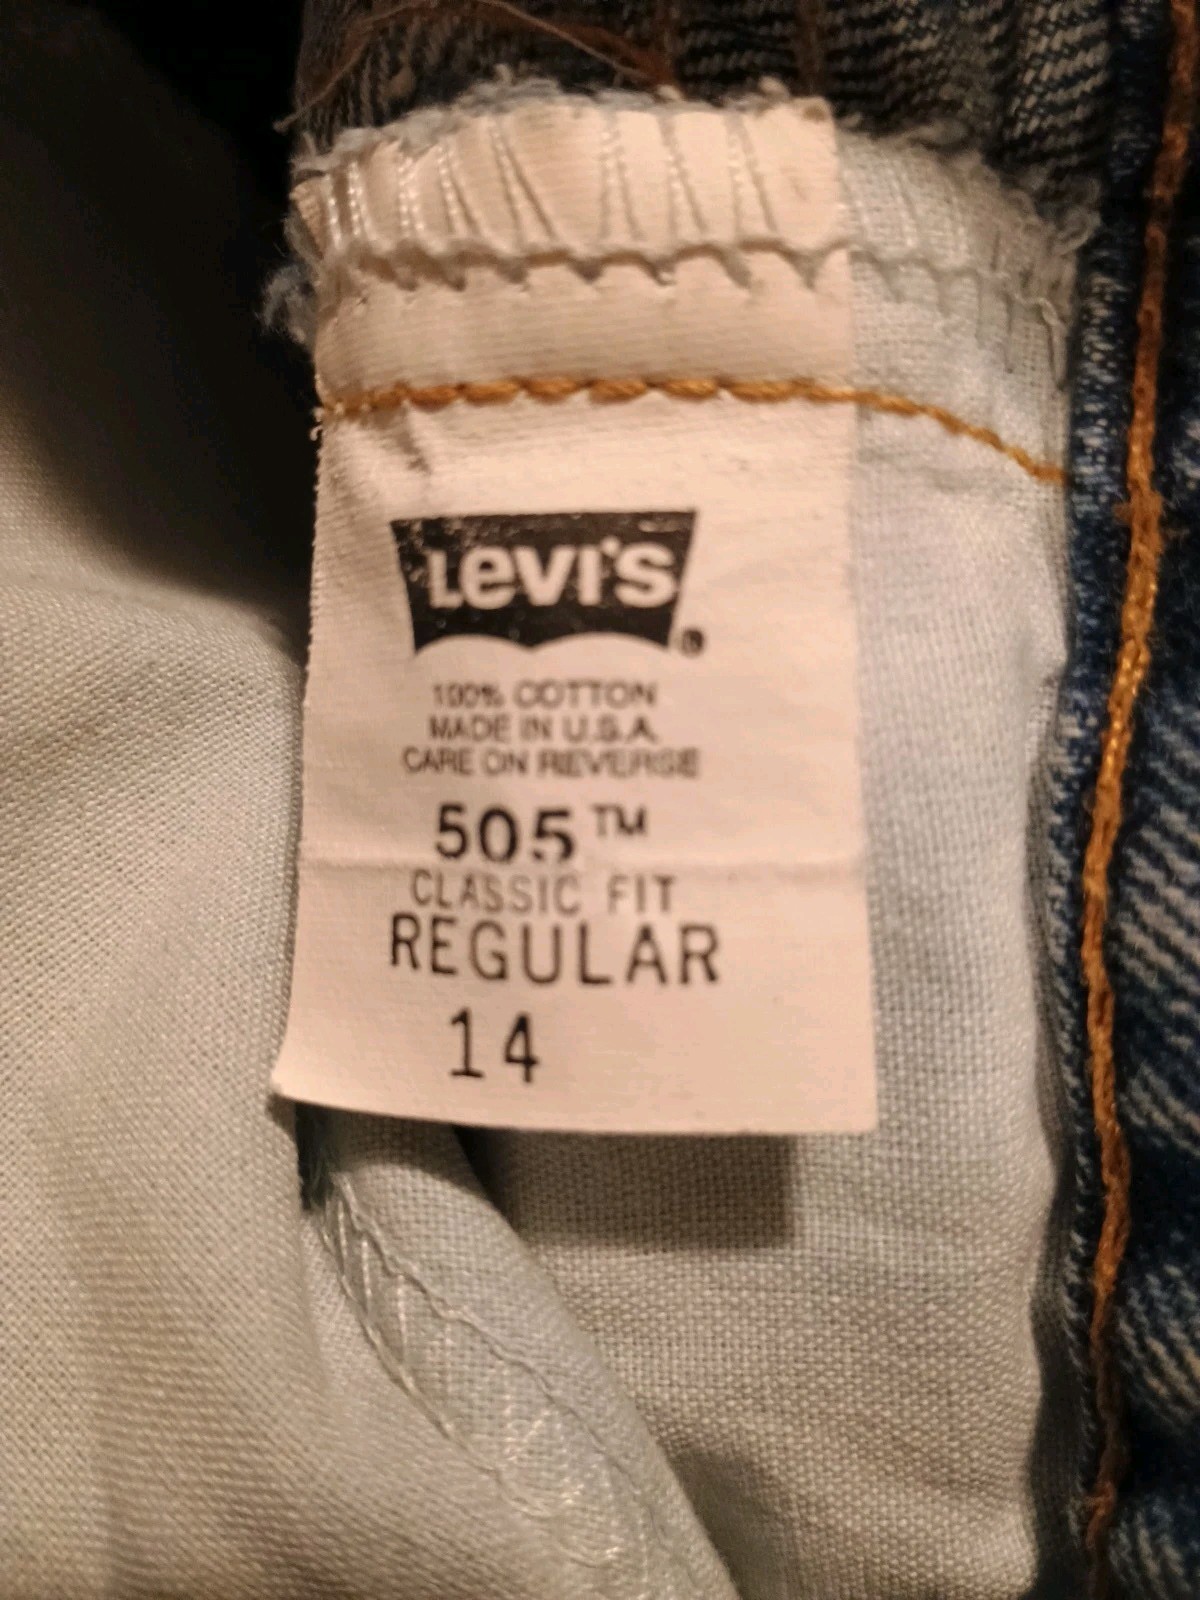 LEVI'S ®
100% COTTON
MADE IN U.S.A.
CARE ON REVERSE
505™
CLASSIC FIT
REGULAR
14